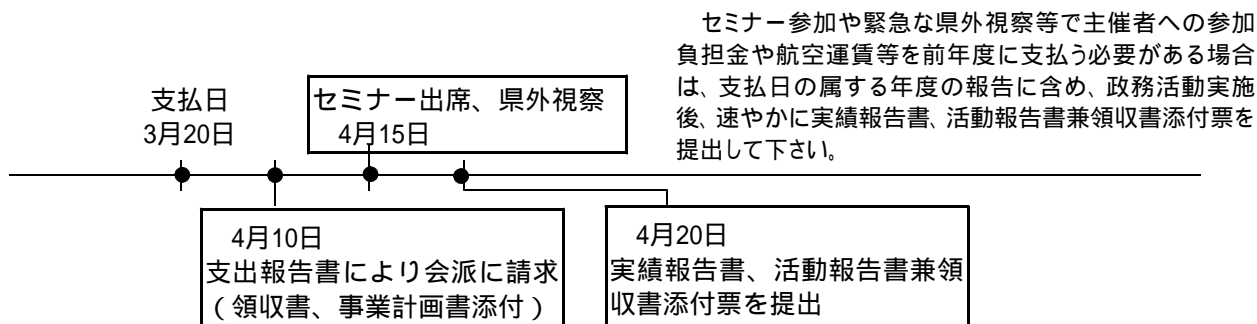 セミナー参加や緊急な県外視察等で主催者への参加
負担金や航空運賃等を前年度に支払う必要がある場合
は、支払日の属する年度の報告に含め、政務活動実施
後、速やかに実績報告書、活動報告書兼領収書添付票を
提出して下さい。
支払日
3月20日
セミナー出席、県外視察
4月15日
4月10日
支出報告書により会派に請求
(領収書、事業計画書添付)
4月20日
実績報告書、活動報告書兼領
収書添付票を提出